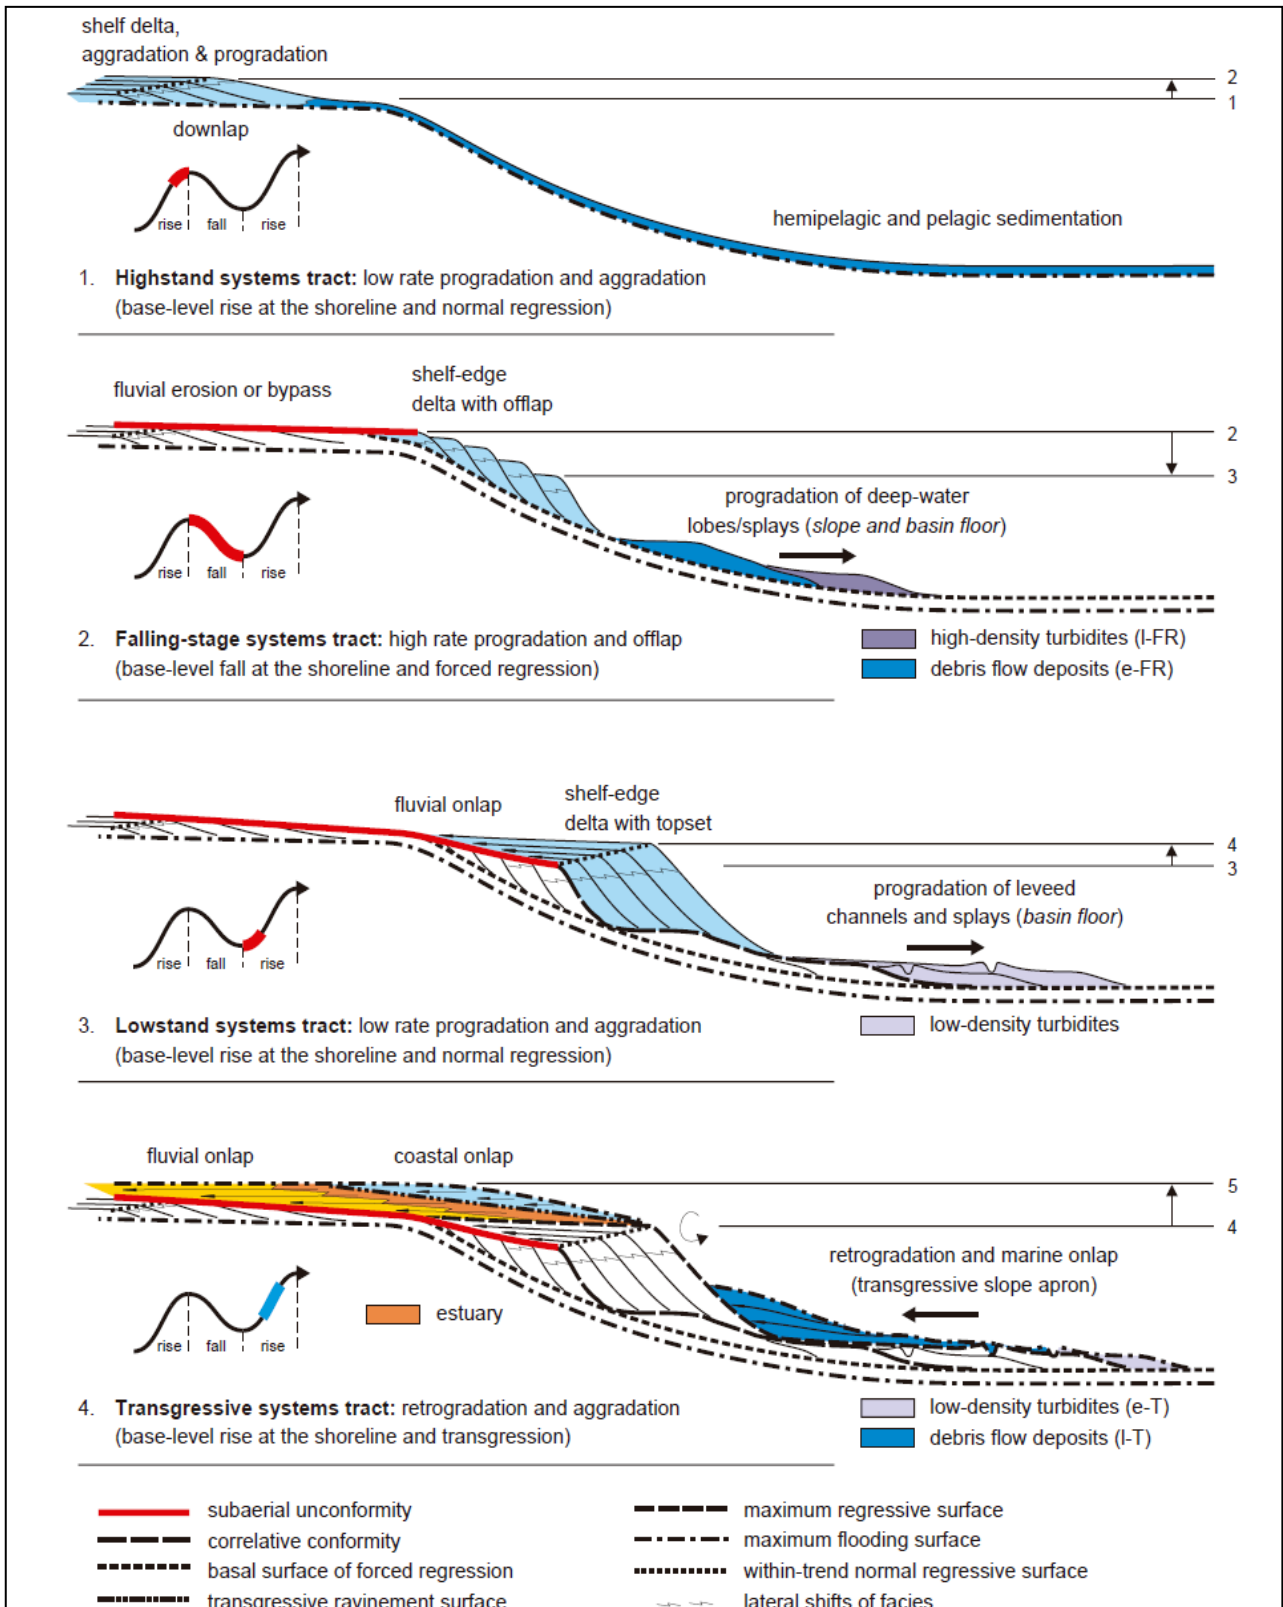 shelf delta,
aggradation & progradation
2
1
downlap
rise fall rise
hemipelagic and pelagic sedimentation
1. Highstand systems tract: low rate progradation and aggradation
(base-level rise at the shoreline and normal regression)
fluvial erosion or bypass
shelf-edge
delta with offlap
2
3
progradation of deep-water
lobes/splays (slope and basin floor)
rise fall rise
2. Falling-stage systems tract: high rate progradation and offlap
(base-level fall at the shoreline and forced regression)
high-density turbidites (l-FR)
debris flow deposits (e-FR)
fluvial onlap
shelf-edge
delta with topset
4
3
progradation of leveed
channels and splays (basin floor)
rise fall rise
3. Lowstand systems tract: low rate progradation and aggradation
(base-level rise at the shoreline and normal regression)
low-density turbidites
fluvial onlap
coastal onlap
5
4
retrogradation and marine onlap
(transgressive slope apron)
rise fall rise
estuary
4. Transgressive systems tract: retrogradation and aggradation
(base-level rise at the shoreline and transgression)
low-density turbidites (e-T)
debris flow deposits (l-T)
subaerial unconformity
correlative conformity
basal surface of forced regression
transgressive ravinement surface
maximum regressive surface
maximum flooding surface
within-trend normal regressive surface
lateral shifts of facies